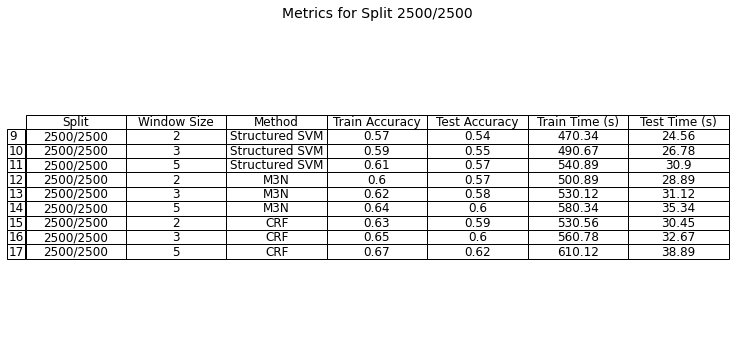 Metrics for Split 2500/2500
Split Window Size Method Train Accuracy Test Accuracy Train Time (s) Test Time (s)
9 2500/2500 2 Structured SVM 0.57 0.54 470.34 24.56
10 2500/2500 3 Structured SVM 0.59 0.55 490.67 26.78
11 2500/2500 5 Structured SVM 0.61 0.57 540.89 30.9
12 2500/2500 2 M3N 0.6 0.57 500.89 28.89
13 2500/2500 3 M3N 0.62 0.58 530.12 31.12
14 2500/2500 5 M3N 0.64 0.6 580.34 35.34
15 2500/2500 2 CRF 0.63 0.59 530.56 30.45
16 2500/2500 3 CRF 0.65 0.6 560.78 32.67
17 2500/2500 5 CRF 0.67 0.62 610.12 38.89